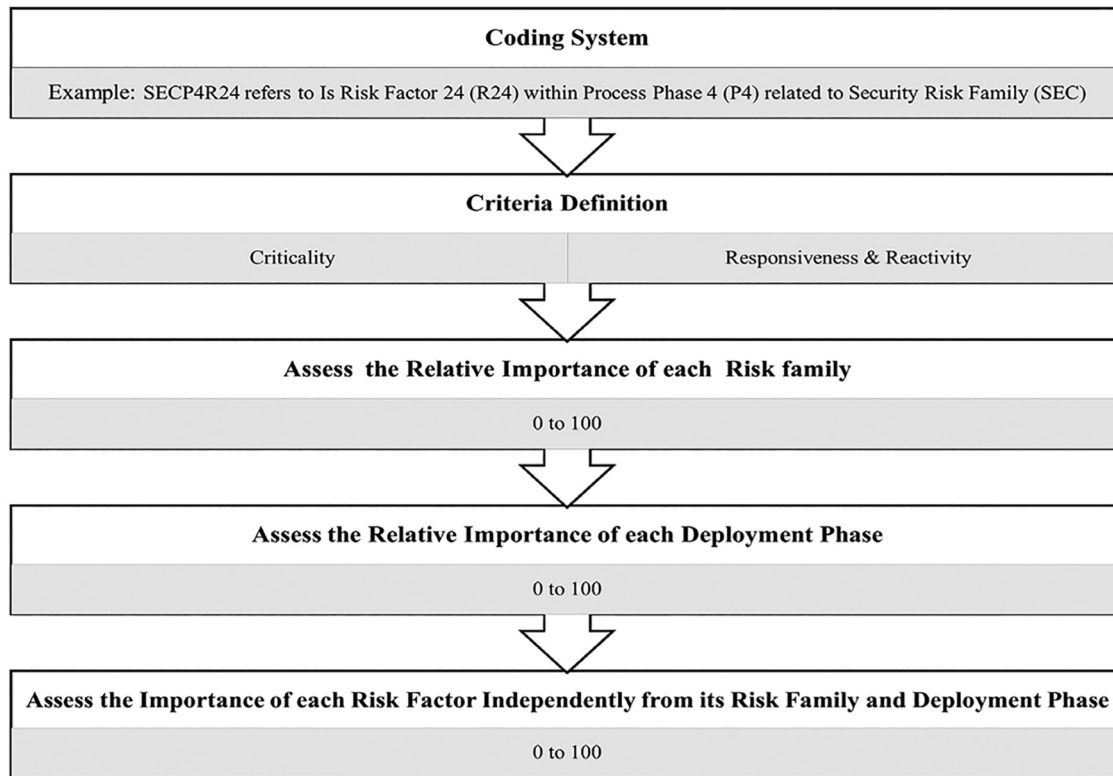 Coding System
Example: SECP4R24 refers to Is Risk Factor 24 (R24) within Process Phase 4 (P4) related to Security Risk Family (SEC)
Criteria Definition
Criticality
Responsiveness & Reactivity
Assess the Relative Importance of each Risk family
0 to 100
Assess the Relative Importance of each Deployment Phase
0 to 100
Assess the Importance of each Risk Factor Independently from its Risk Family and Deployment Phase
0 to 100